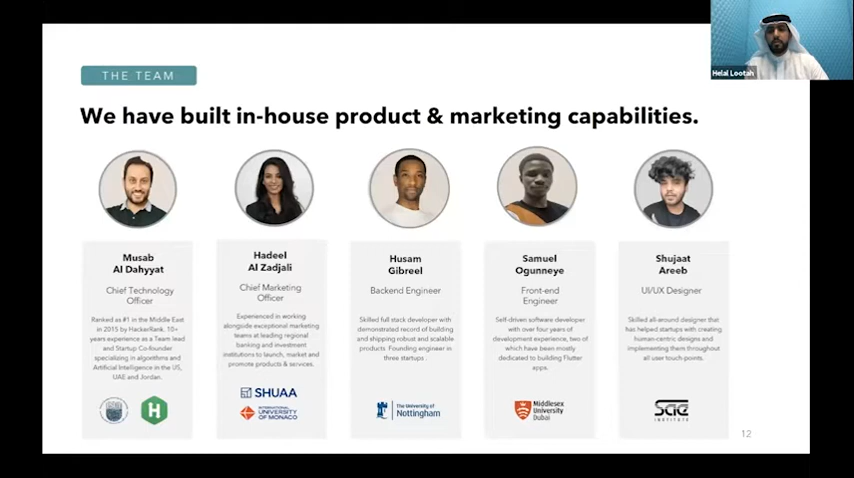 Helal Lootah
THE TEAM
We have built in-house product & marketing capabilities.
Musab
Al Dahyyat
Chief Technology
Officer
Ranked as #1 in the Middle East
in 2015 by HackerRank. 10+
years experience as a Team lead
and Startup Co-founder
specializing in algorithms and
Artificial Intelligence in the US,
UAE and Jordan.
H
Hadeel
Al Zadjali
Chief Marketing
Officer
Experienced in working
alongside exceptional marketing
teams at leading regional
banking and investment
institutions to launch, market and
promote products & services.
SHUAA
INTERNATIONAL
UNIVERSITY
OF MONACO
Husam
Gibreel
Backend Engineer
Skilled full stack developer with
demonstrated record of building
and shipping robust and scalable
products. Founding engineer in
three startups .
The University of
Nottingham
Samuel
Ogunneye
Front-end
Engineer
Self-driven software developer
with over four years of
development experience, two of
which have been mostly
dedicated to building Flutter
apps.
Middlesex
University
Dubai
Shujaat
Areeb
UI/UX Designer
Skilled all-around designer that
has helped startups with creating
human-centric designs and
implementing them throughout
all user touch-points.
SAE
INSTITUTE
12